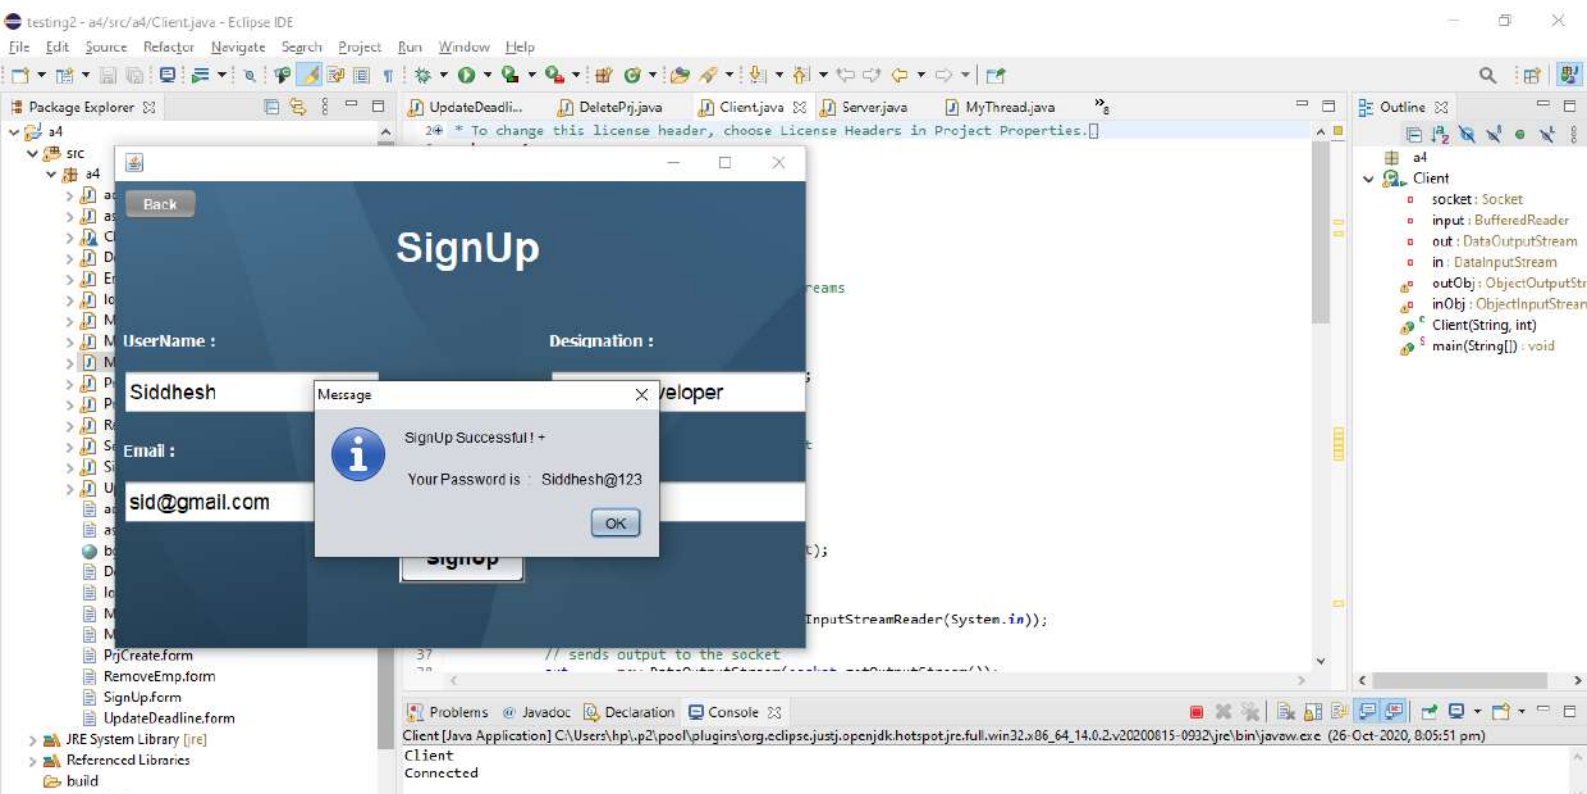 testing2 - a4/src/a4/Client.java - Eclipse IDE
File Edit Source Refactor Navigate Search Project Run Window Help
Package Explorer
UpdateDeadli...
DeletePrj.java
Client.java
Server.java
MyThread.java
»8
Outline
a4
src
a4
PrjCreate.form
RemoveEmp.form
SignUp.form
UpdateDeadline.form
JRE System Library [jre]
Referenced Libraries
build
2 * To change this license header, choose License Headers in Project Properties.
Back
SignUp
UserName :
Designation :
Siddhesh
veloper
Email :
sid@gmail.com
SignUp
Message
SignUp Successful! +
Your Password is : Siddhesh@123
OK
reams
;
t
t);
InputStreamReader(System.in));
37 // sends output to the socket
a4
Client
socket : Socket
input : BufferedReader
out : DataOutputStream
in : DataInputStream
outObj : ObjectOutputStr
inObj : ObjectInputStream
Client(String, int)
main(String[]) : void
Problems @ Javadoc Declaration Console
Client [Java Application] C:\Users\hp\.p2\pool\plugins\org.eclipse.justj.openjdk.hotspot.jre.full.win32.x86_64_14.0.2.v20200815-0932\jre\bin\javaw.exe (26-Oct-2020, 8:05:51 pm)
Client
Connected